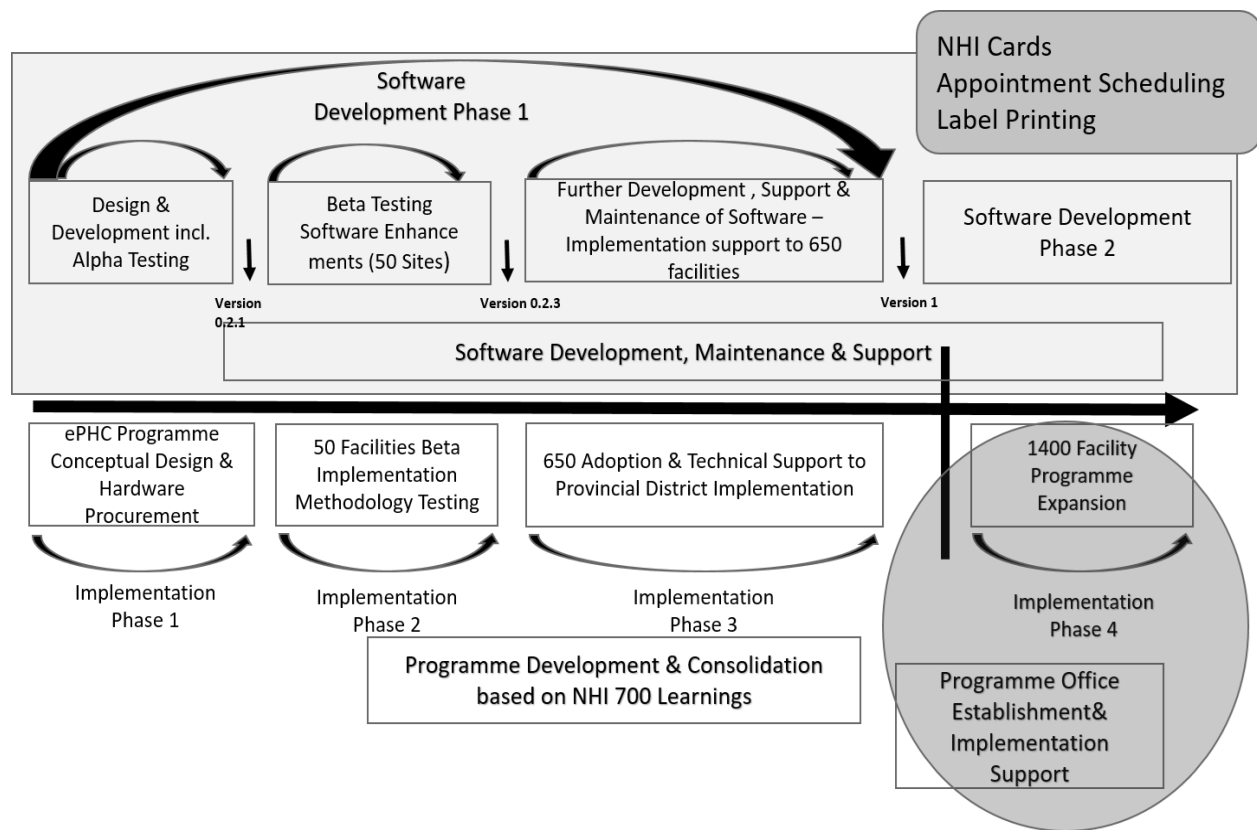 NHI Cards
Appointment Scheduling
Label Printing
Software
Development Phase 1
Design &
Development incl.
Alpha Testing
Beta Testing
Software Enhance
ments (50 Sites)
Further Development , Support &
Maintenance of Software –
Implementation support to 650
facilities
Software Development
Phase 2
Version
0.2.1
Version 0.2.3
Version 1
Software Development, Maintenance & Support
ePHC Programme
Conceptual Design &
Hardware
Procurement
50 Facilities Beta
Implementation
Methodology Testing
650 Adoption & Technical Support to
Provincial District Implementation
1400 Facility
Programme
Expansion
Implementation
Phase 1
Implementation
Phase 2
Implementation
Phase 3
Implementation
Phase 4
Programme Development & Consolidation
based on NHI 700 Learnings
Programme Office
Establishment&
Implementation
Support